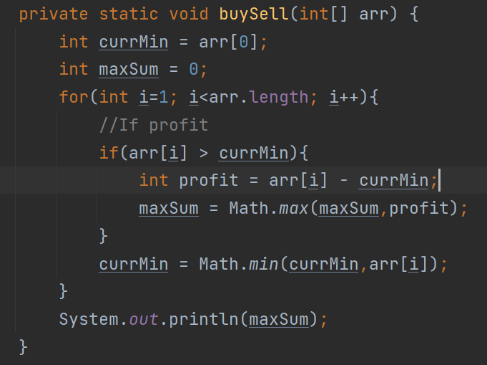 private static void buySell(int[] arr) {
    int currMin = arr[0];
    int maxSum = 0;
    for(int i=1; i<arr.length; i++){
        //If profit
        if(arr[i] > currMin){
            int profit = arr[i] - currMin;
            maxSum = Math.max(maxSum,profit);
        }
        currMin = Math.min(currMin,arr[i]);
    }
    System.out.println(maxSum);
}